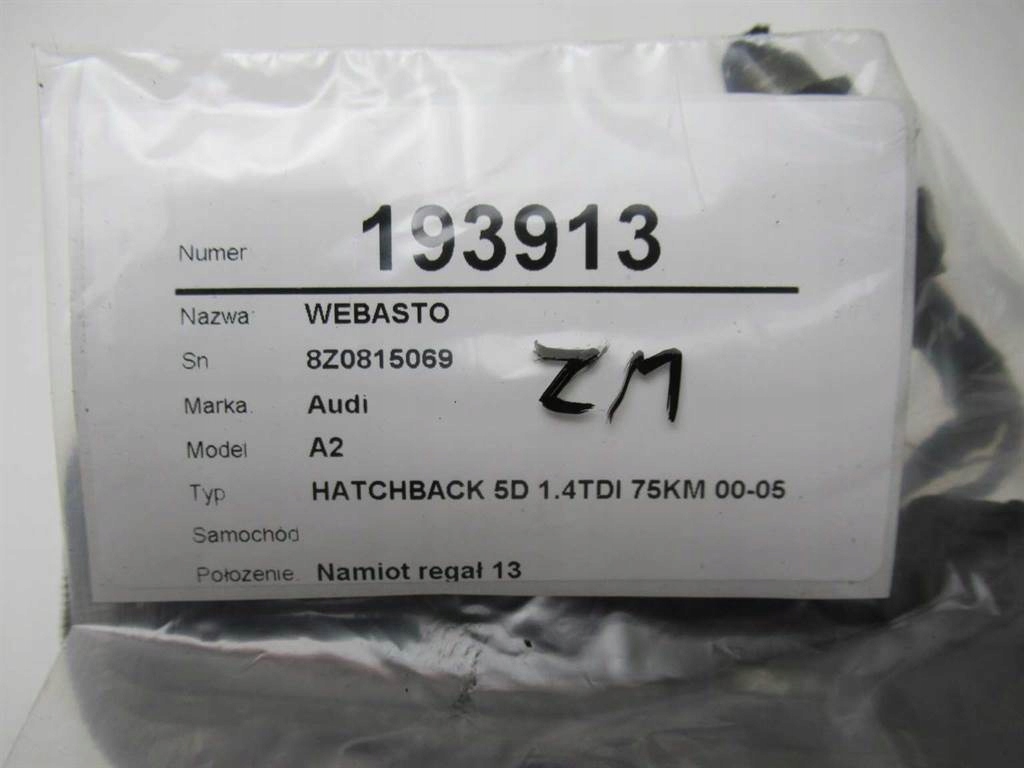 Numer 193913
Nazwa: WEBASTO
Sn 8Z0815069
ZM
Marka. Audi
Model A2
Typ HATCHBACK 5D 1.4TDI 75KM 00-05
Samochód
Położenie. Namiot regał 13